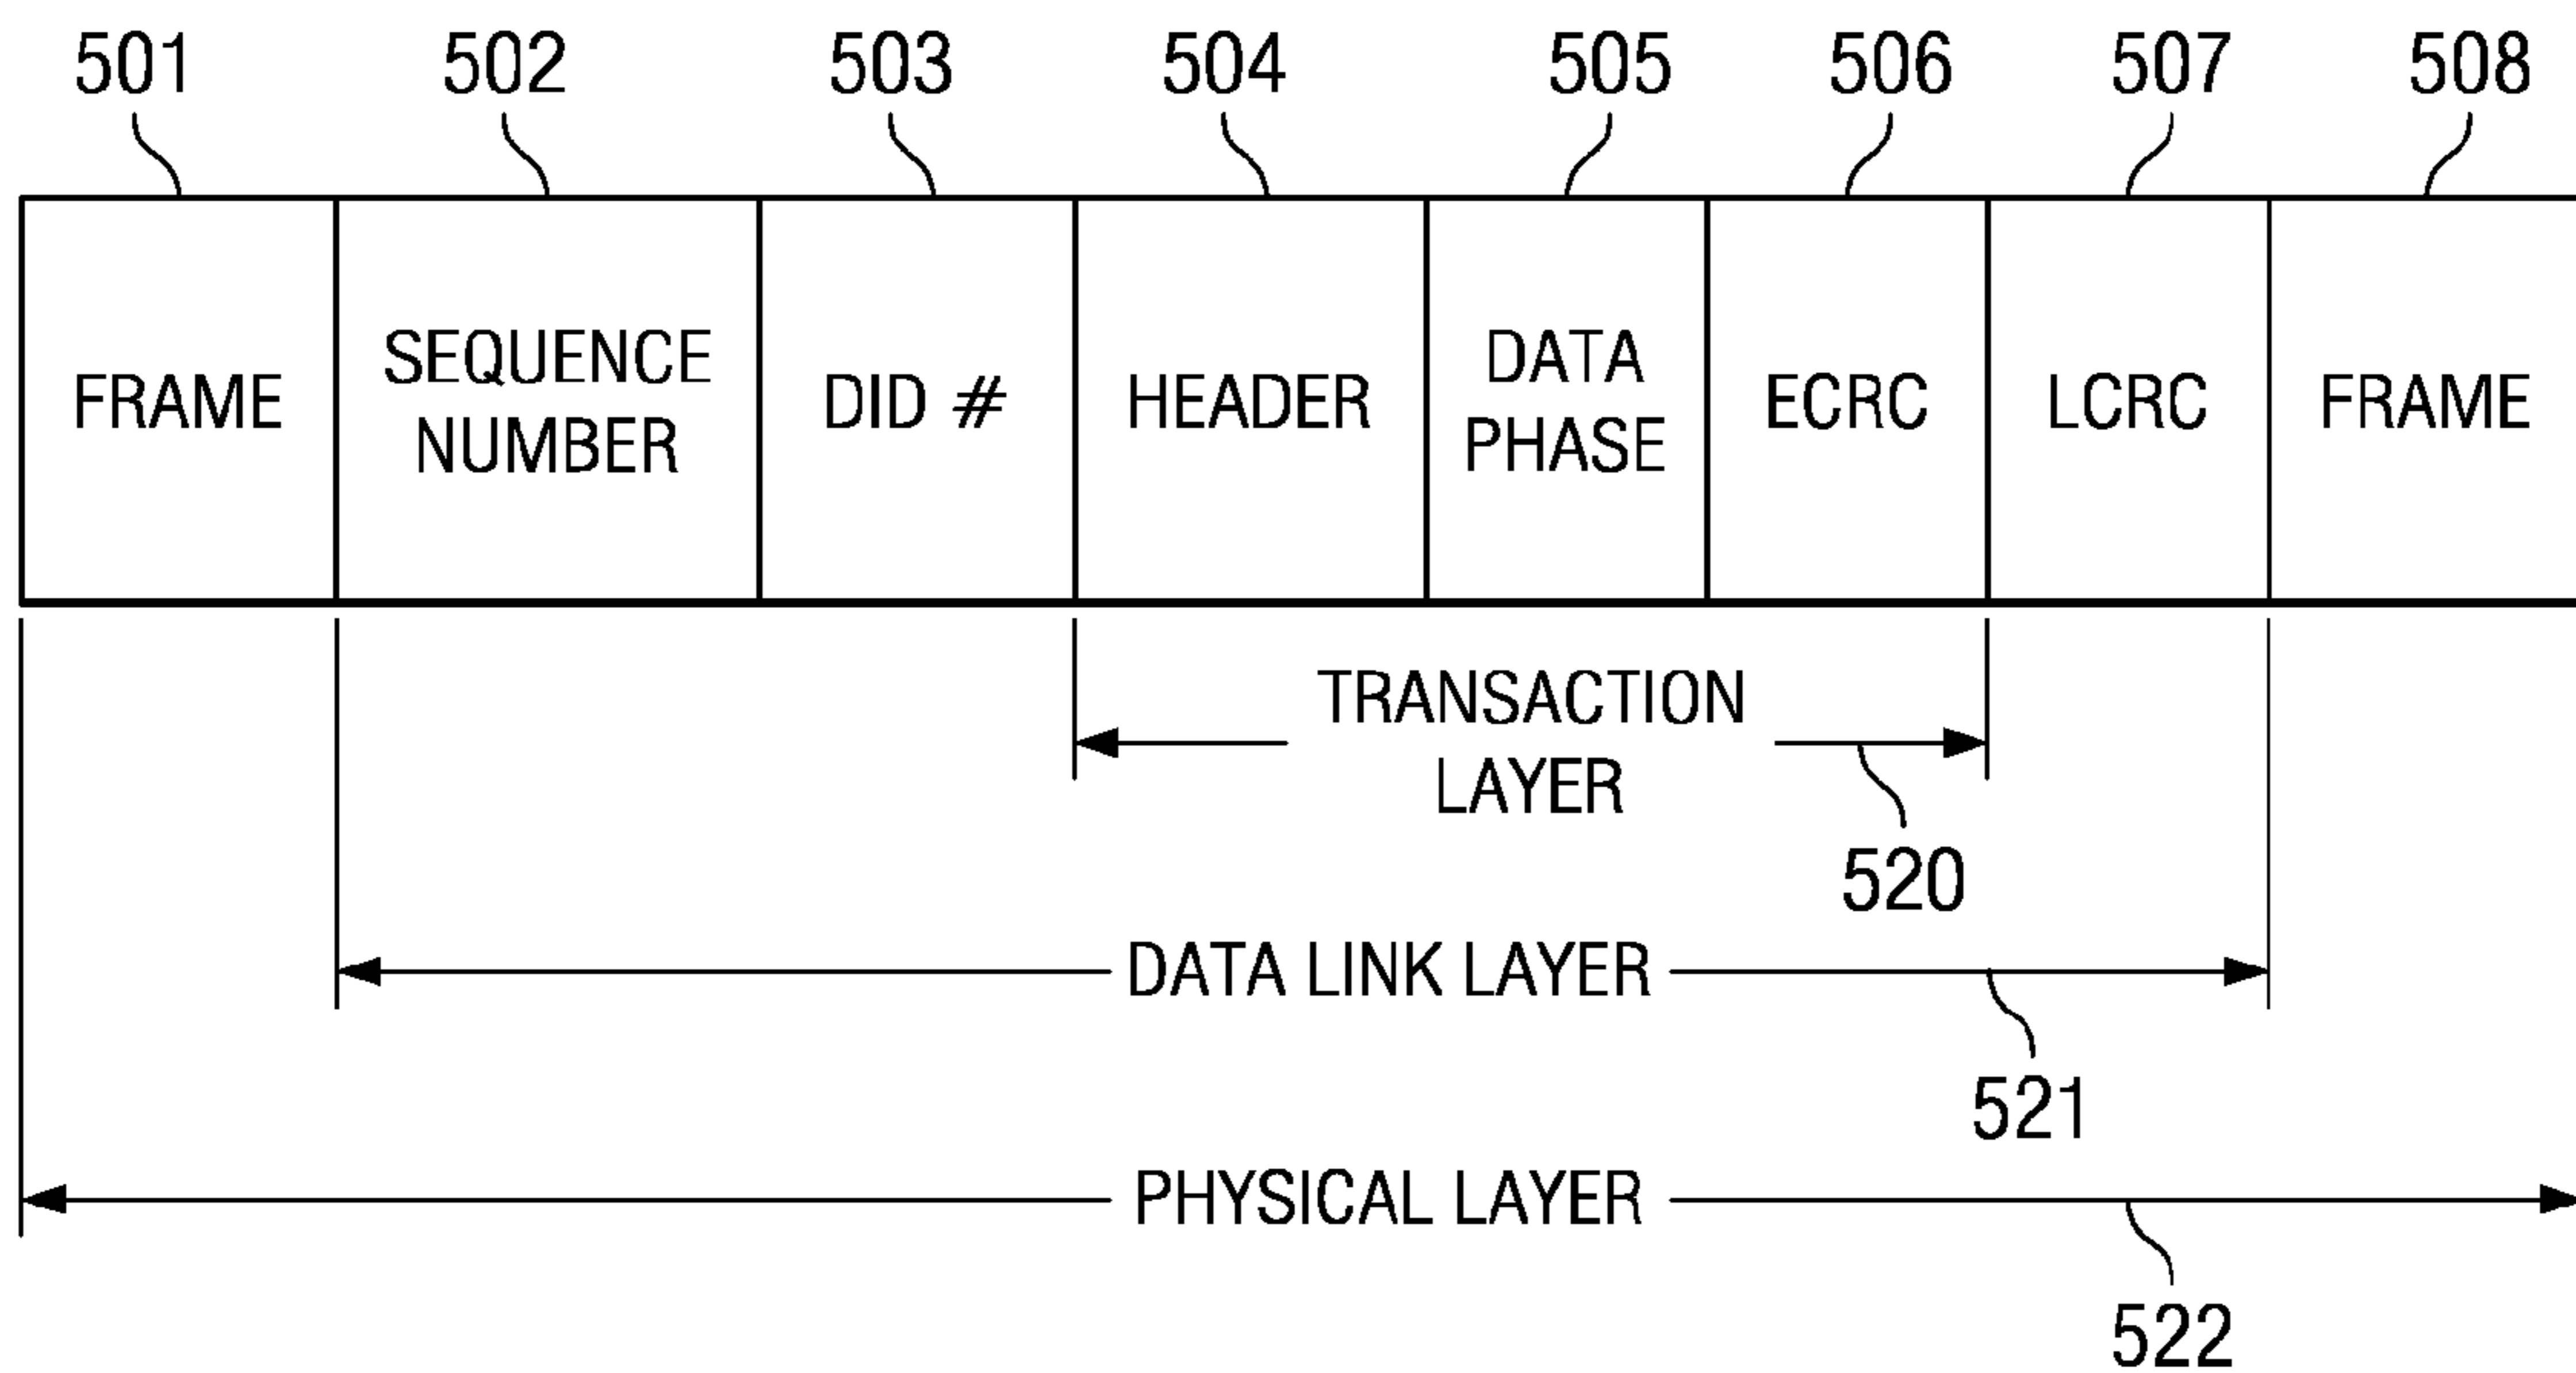 501 502 503 504 505 506 507 508
FRAME
SEQUENCE
NUMBER
DID #
HEADER
DATA
PHASE
ECRC
LCRC
FRAME
TRANSACTION
LAYER
520
DATA LINK LAYER
521
PHYSICAL LAYER
522